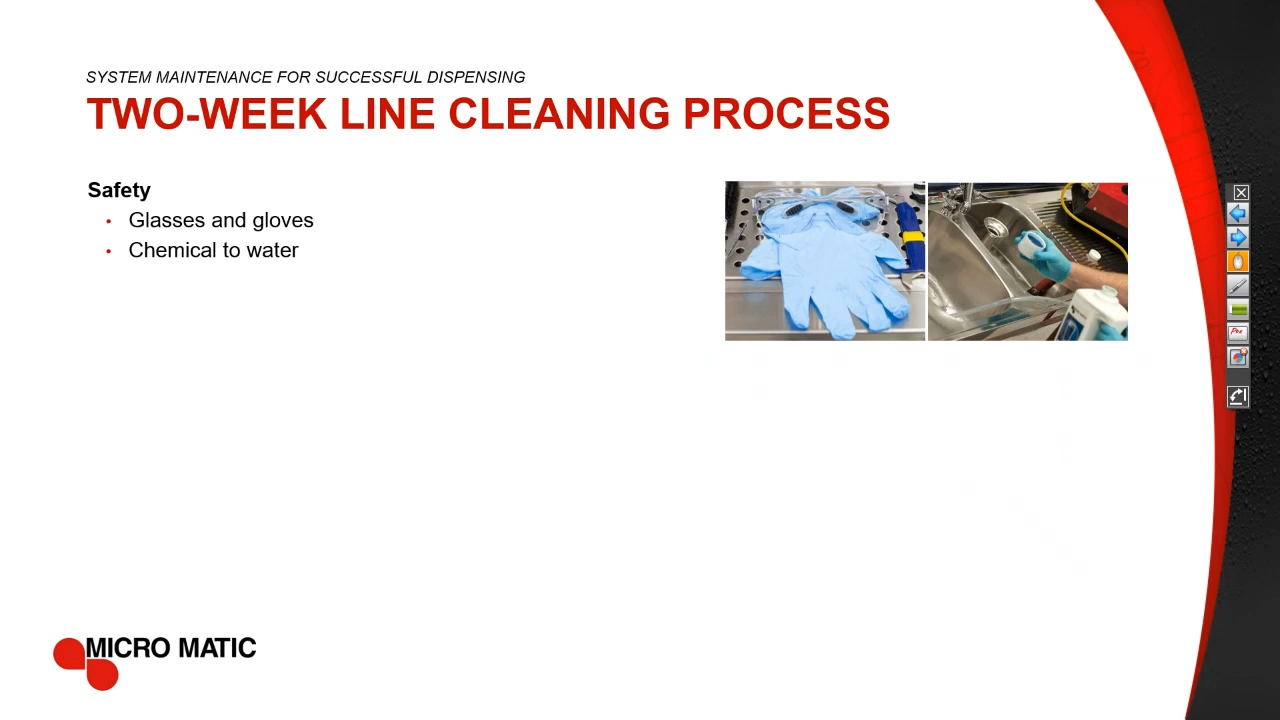 SYSTEM MAINTENANCE FOR SUCCESSFUL DISPENSING
TWO-WEEK LINE CLEANING PROCESS
Safety
• Glasses and gloves
• Chemical to water
MICRO MATIC